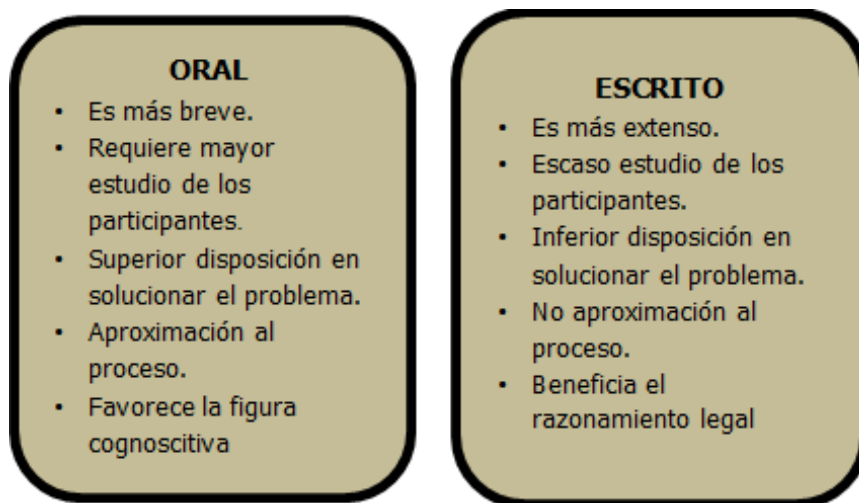 ORAL
• Es más breve.
• Requiere mayor
estudio de los
participantes.
• Superior disposición en
solucionar el problema.
• Aproximación al
proceso.
• Favorece la figura
cognoscitiva
ESCRITO
• Es más extenso.
• Escaso estudio de los
participantes.
• Inferior disposición en
solucionar el problema.
• No aproximación al
proceso.
• Beneficia el
razonamiento legal